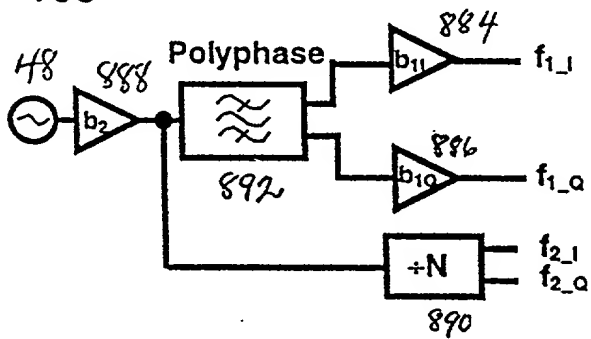 884
48
888
Polyphase
b11
f1_I
b2
892
886
b1Q
f1_Q
÷N
f2_I
f2_Q
890